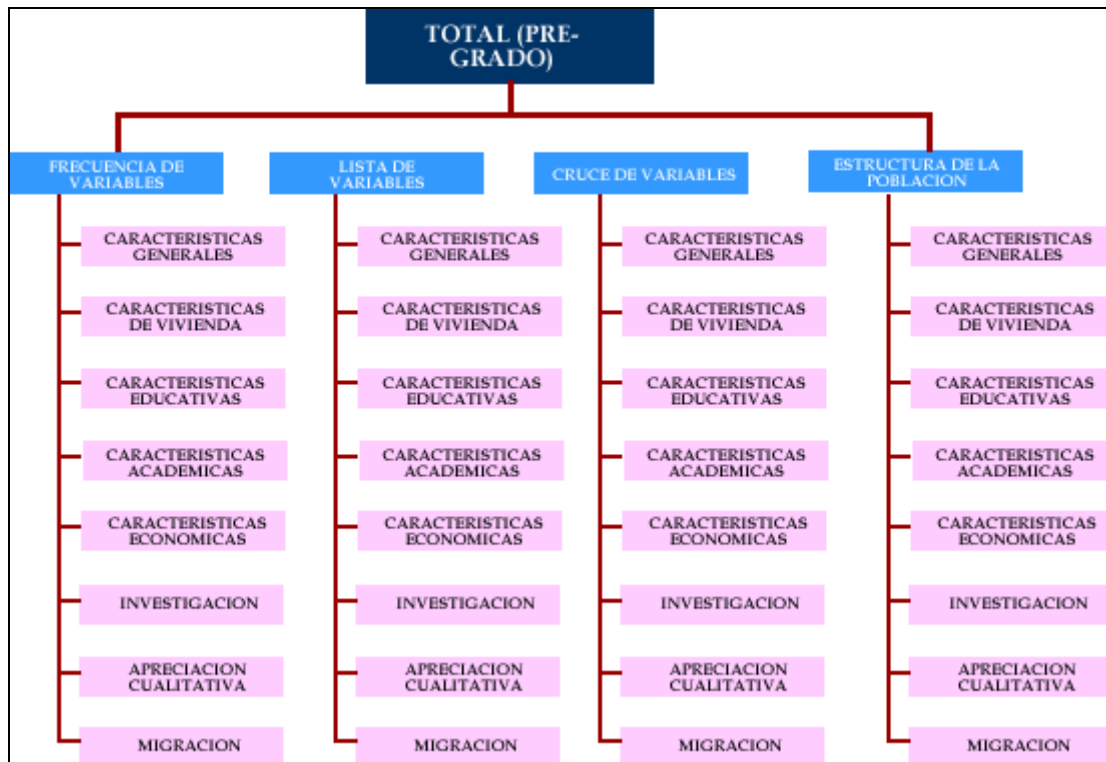 TOTAL (PRE-
GRADO)
FRECUENCIA DE
VARIABLES
LISTA DE
VARIABLES
CRUCE DE VARIABLES
ESTRUCTURA DE LA
POBLACION
CARACTERISTICAS
GENERALES
CARACTERISTICAS
DE VIVIENDA
CARACTERISTICAS
EDUCATIVAS
CARACTERISTICAS
ACADEMICAS
CARACTERISTICAS
ECONOMICAS
INVESTIGACION
APRECIACION
CUALITATIVA
MIGRACION
CARACTERISTICAS
GENERALES
CARACTERISTICAS
DE VIVIENDA
CARACTERISTICAS
EDUCATIVAS
CARACTERISTICAS
ACADEMICAS
CARACTERISTICAS
ECONOMICAS
INVESTIGACION
APRECIACION
CUALITATIVA
MIGRACION
CARACTERISTICAS
GENERALES
CARACTERISTICAS
DE VIVIENDA
CARACTERISTICAS
EDUCATIVAS
CARACTERISTICAS
ACADEMICAS
CARACTERISTICAS
ECONOMICAS
INVESTIGACION
APRECIACION
CUALITATIVA
MIGRACION
CARACTERISTICAS
GENERALES
CARACTERISTICAS
DE VIVIENDA
CARACTERISTICAS
EDUCATIVAS
CARACTERISTICAS
ACADEMICAS
CARACTERISTICAS
ECONOMICAS
INVESTIGACION
APRECIACION
CUALITATIVA
MIGRACION